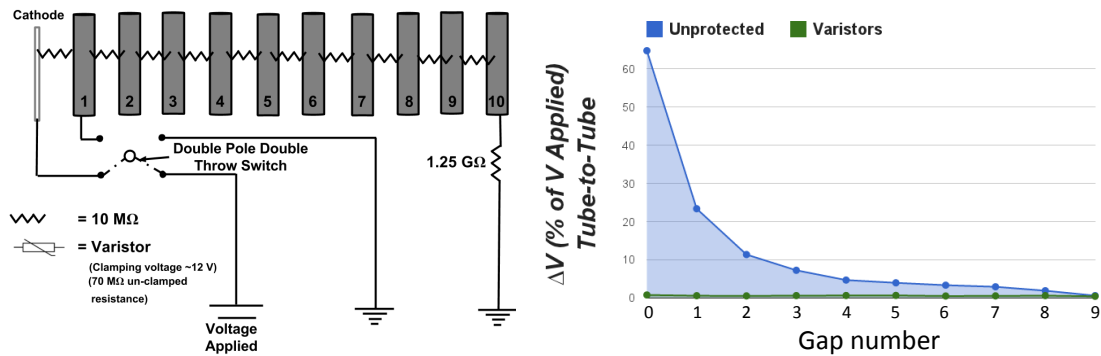 Cathode
1 2 3 4 5 6 7 8 9 10
Double Pole Double
Throw Switch
1.25 GΩ
= 10 MΩ
= Varistor
(Clamping voltage ~12 V)
(70 MΩ un-clamped
resistance)
Voltage
Applied
Unprotected
Varistors
ΔV (% of V Applied)
Tube-to-Tube
60
50
40
30
20
10
0
0 1 2 3 4 5 6 7 8 9
Gap number